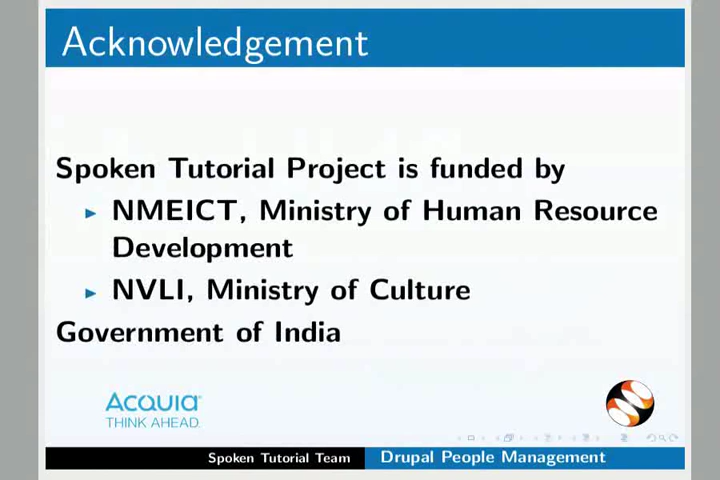 Acknowledgement
Spoken Tutorial Project is funded by
NMEICT, Ministry of Human Resource
Development
NVLI, Ministry of Culture
Government of India
ACQUIA
THINK AHEAD.
Spoken Tutorial Team
Drupal People Management